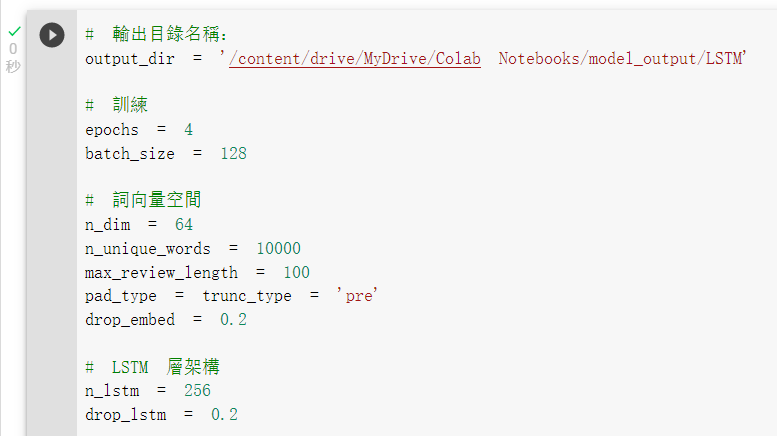 # 輸出目錄名稱:
output_dir = '/content/drive/MyDrive/Colab Notebooks/model_output/LSTM'
# 訓練
epochs = 4
batch_size = 128
# 詞向量空間
n_dim = 64
n_unique_words = 10000
max_review_length = 100
pad_type = trunc_type = 'pre'
drop_embed = 0.2
# LSTM 層架構
n_lstm = 256
drop_lstm = 0.2
0
秒